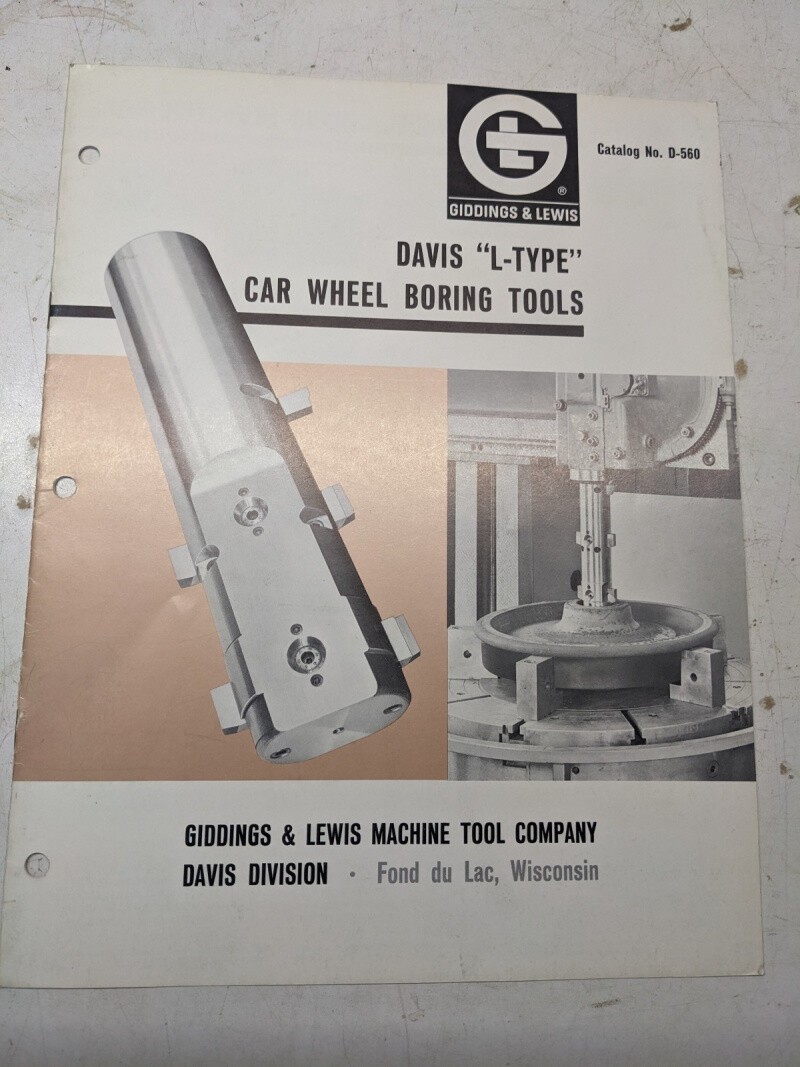 Catalog No. D-560
GL
®
GIDDINGS & LEWIS
DAVIS “L-TYPE”
CAR WHEEL BORING TOOLS
GIDDINGS & LEWIS MACHINE TOOL COMPANY
DAVIS DIVISION • Fond du Lac, Wisconsin